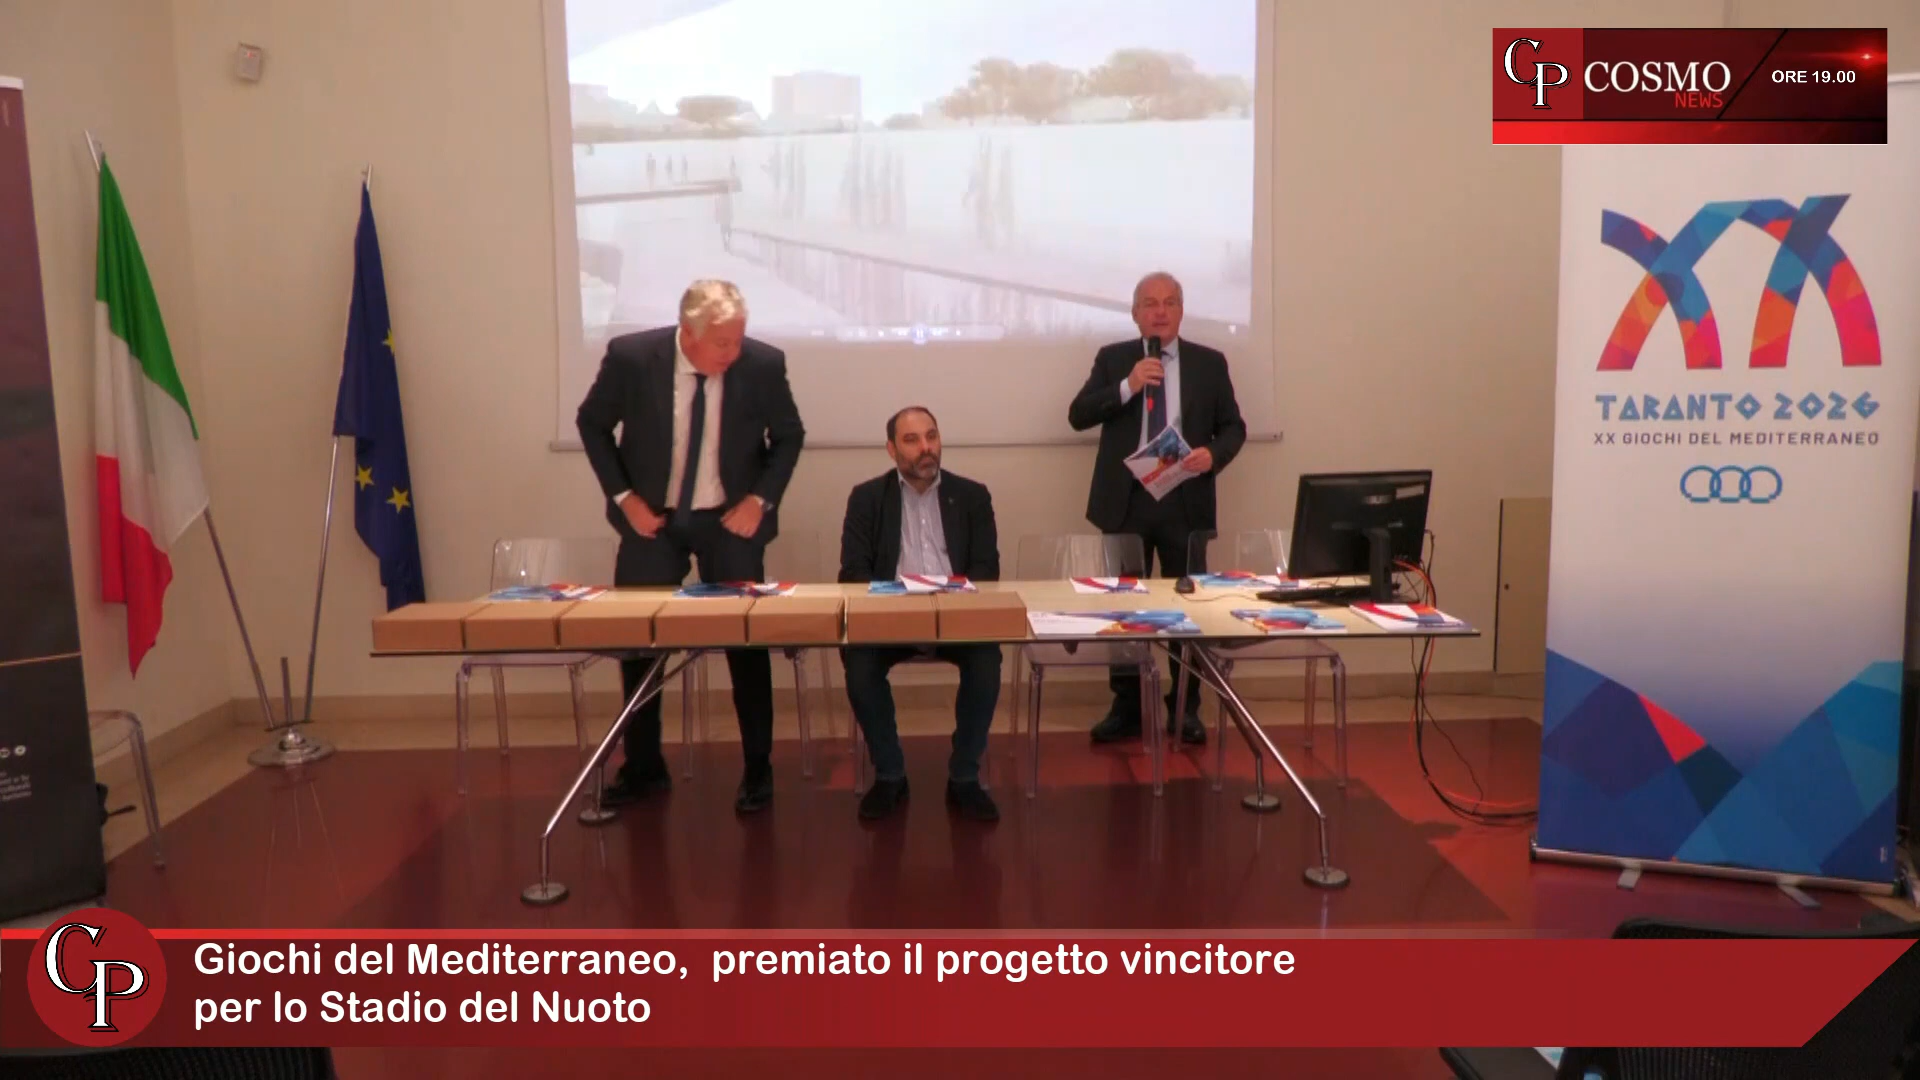 CP COSMO
NEWS
ORE 19.00
TARANTO 2026
XX GIOCHI DEL MEDITERRANEO
CP
Giochi del Mediterraneo, premiato il progetto vincitore
per lo Stadio del Nuoto